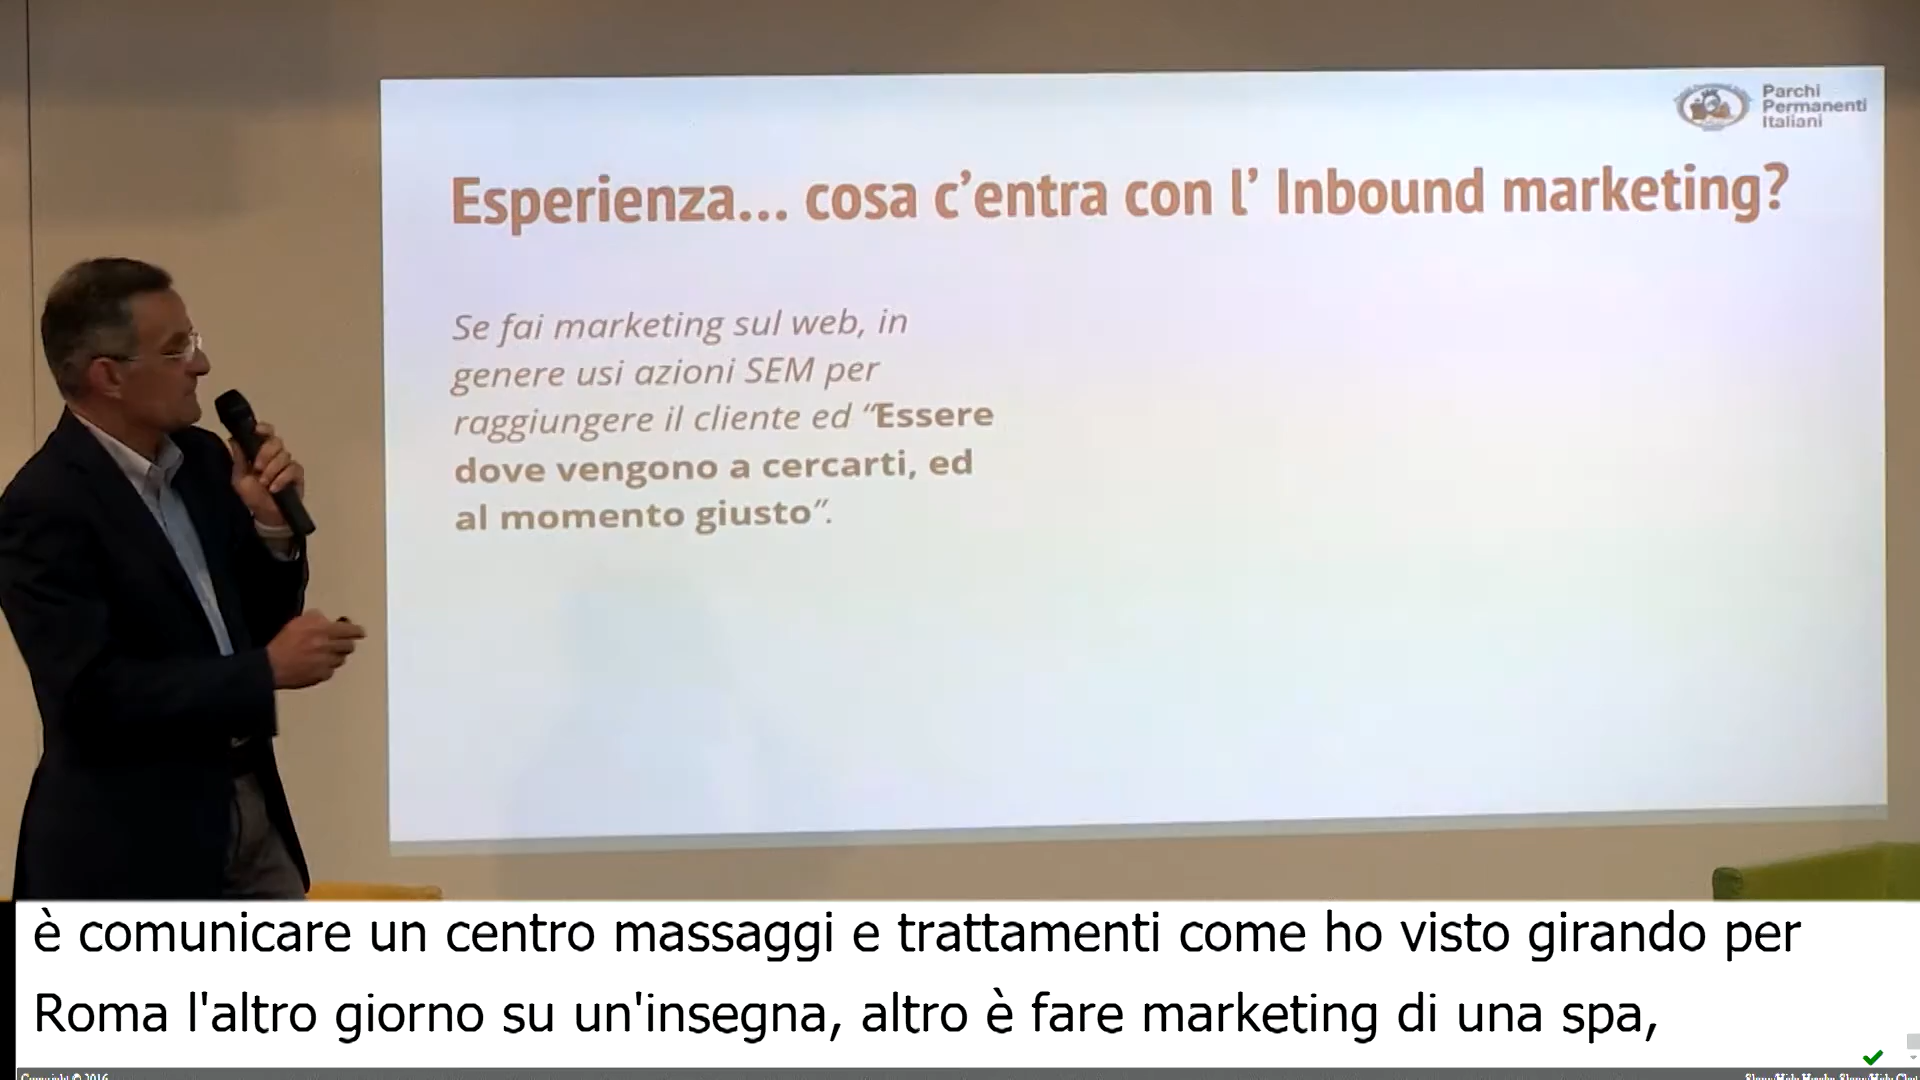 Parchi
Permanenti
Italiani
Esperienza... cosa c'entra con l' Inbound marketing?
Se fai marketing sul web, in
genere usi azioni SEM per
raggiungere il cliente ed “Essere
dove vengono a cercarti, ed
al momento giusto”.
è comunicare un centro massaggi e trattamenti come ho visto girando per
Roma l'altro giorno su un'insegna, altro è fare marketing di una spa,
Copyright © 2016